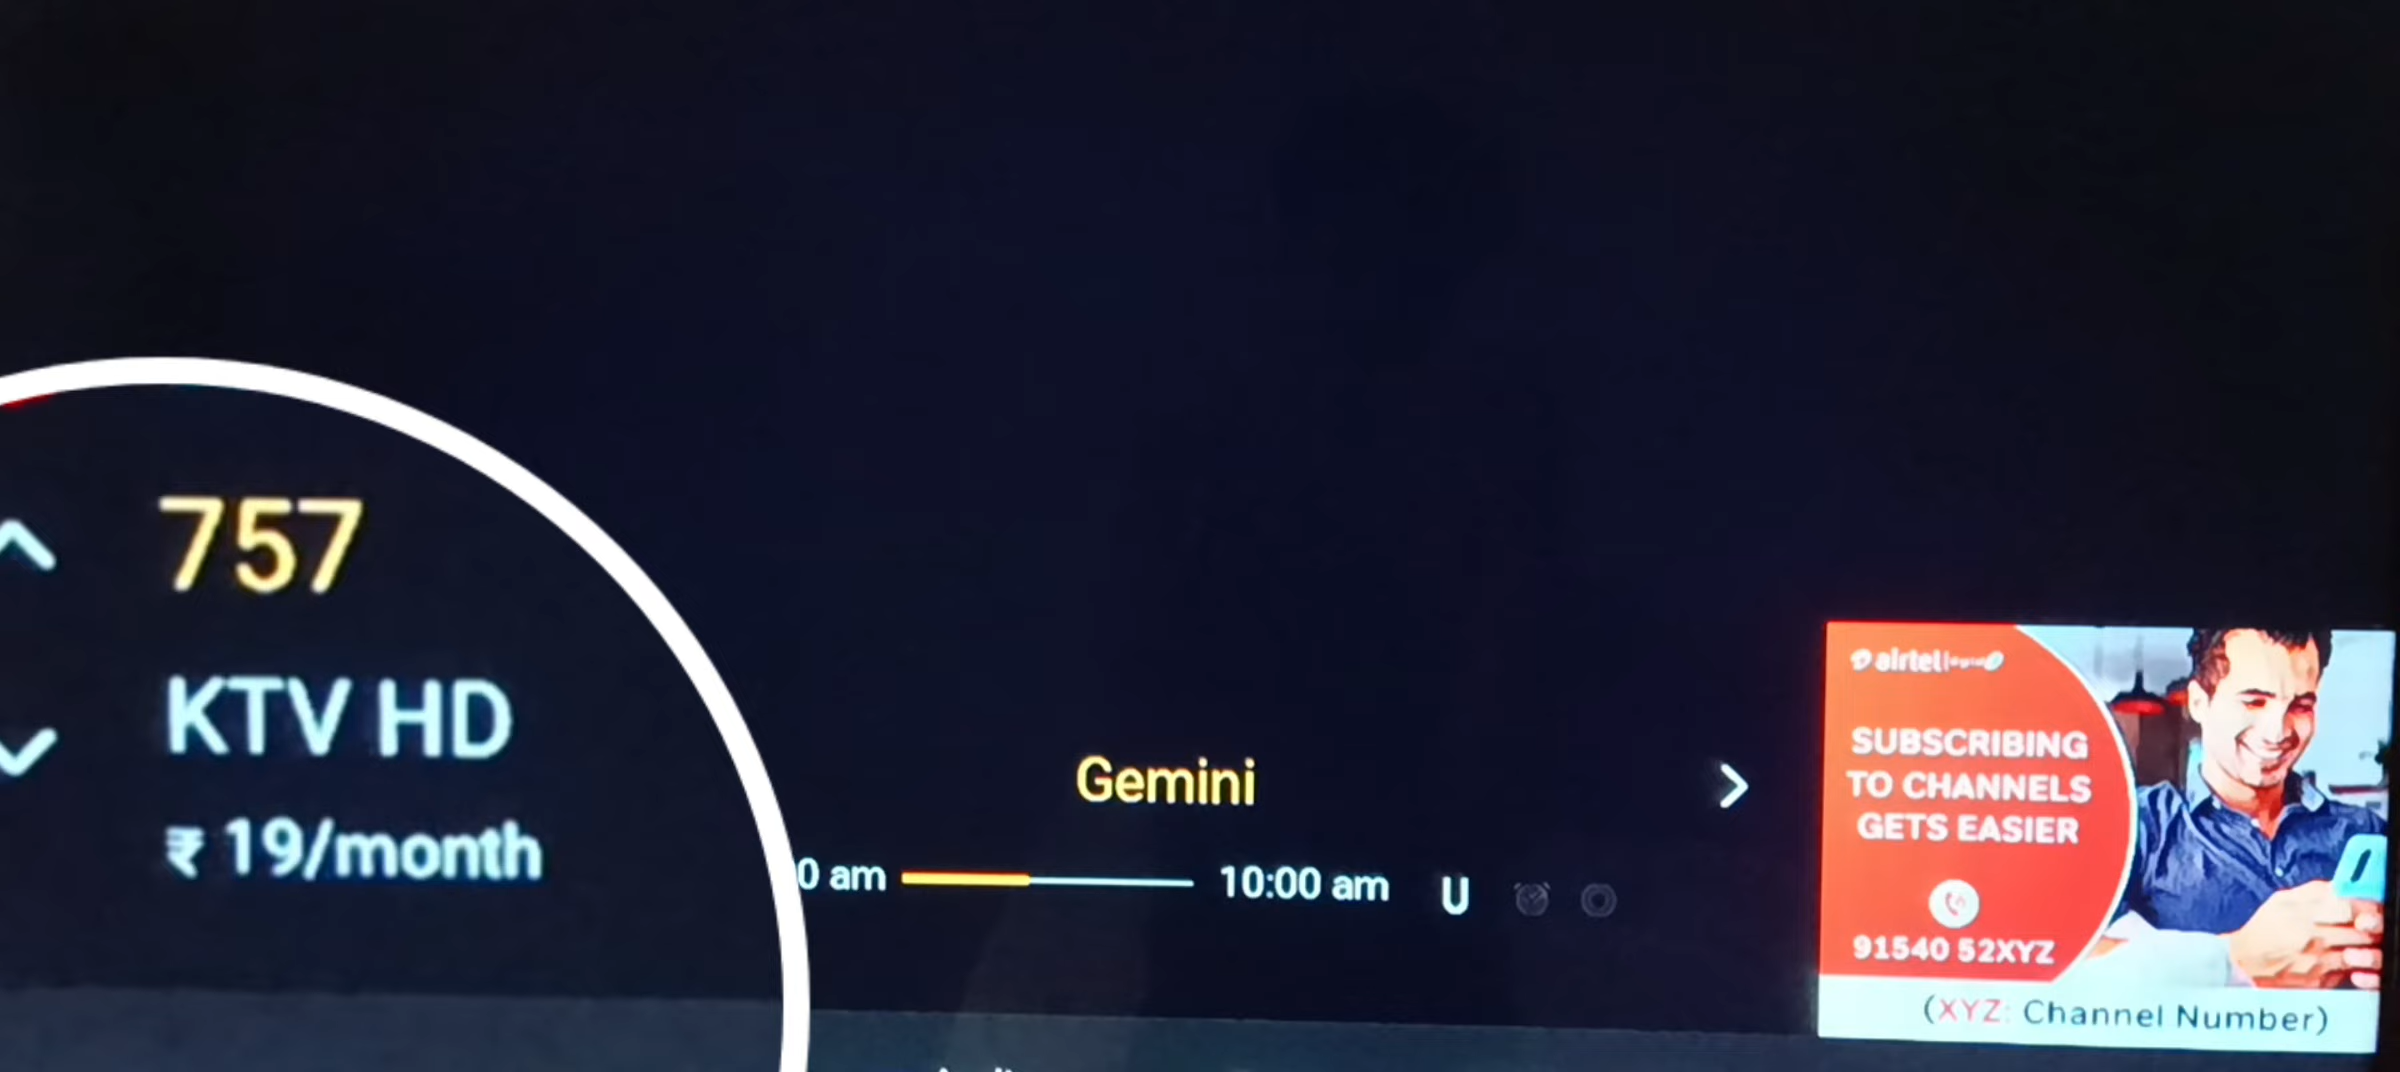 757
KTV HD
₹ 19/month
Gemini
0 am
10:00 am
U
airtel
SUBSCRIBING
TO CHANNELS
GETS EASIER
91540 52XYZ
(XYZ: Channel Number)